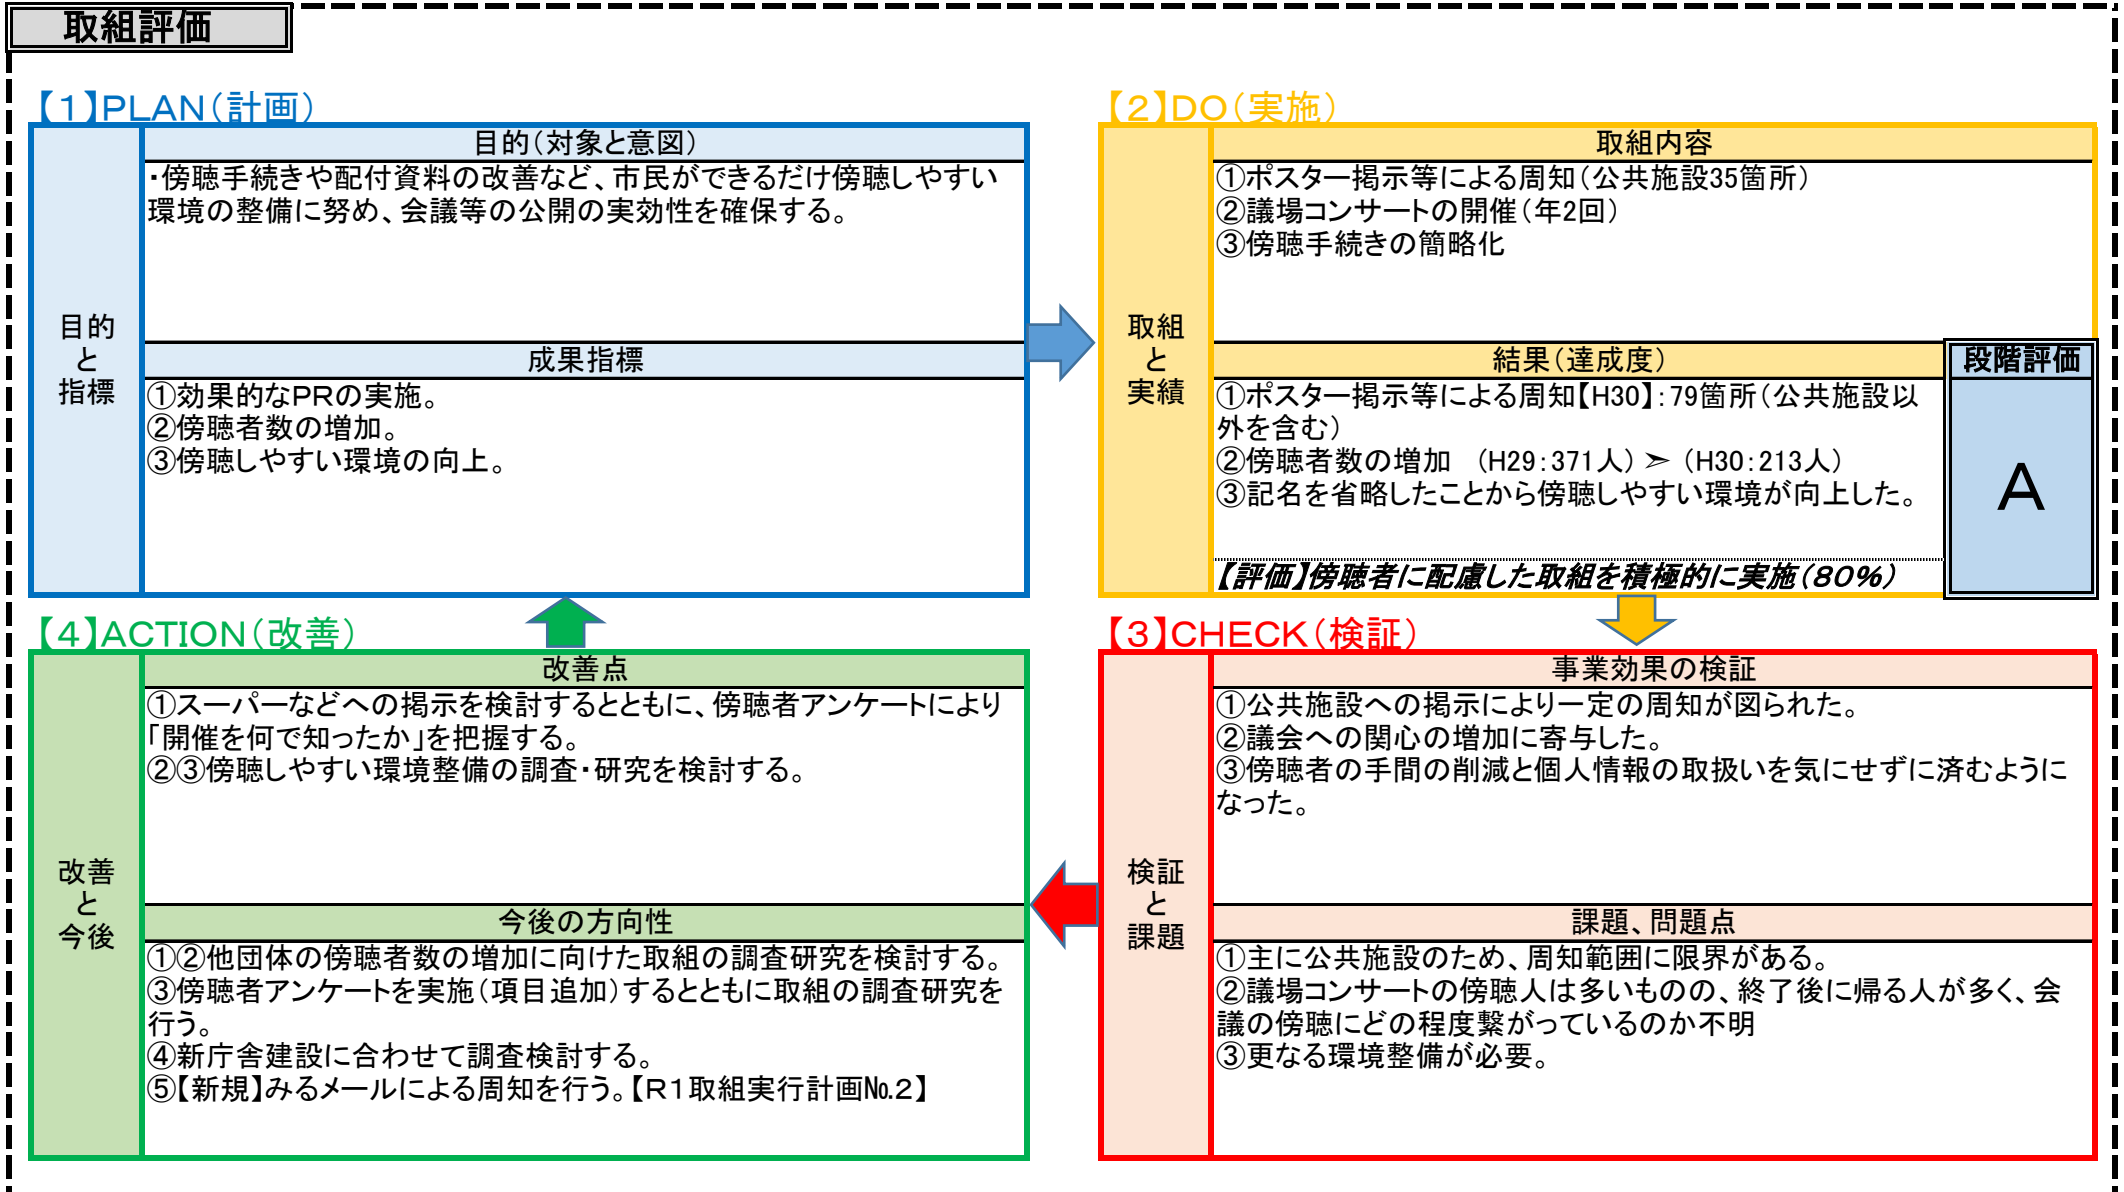 取組評価
【1】PLAN(計画)
目的
と
指標
目的(対象と意図)
・傍聴手続きや配付資料の改善など、市民ができるだけ傍聴しやすい
環境の整備に努め、会議等の公開の実効性を確保する。
成果指標
①効果的なPRの実施。
②傍聴者数の増加。
③傍聴しやすい環境の向上。
【2】DO(実施)
取組
と
実績
取組内容
①ポスター掲示等による周知(公共施設35箇所)
②議場コンサートの開催(年2回)
③傍聴手続きの簡略化
結果(達成度)
①ポスター掲示等による周知【H30】:79箇所(公共施設以
外を含む)
②傍聴者数の増加 (H29:371人) ➣ (H30:213人)
③記名を省略したことから傍聴しやすい環境が向上した。
【評価】傍聴者に配慮した取組を積極的に実施(80%)
段階評価
A
【3】CHECK(検証)
検証
と
課題
事業効果の検証
①公共施設への掲示により一定の周知が図られた。
②議会への関心の増加に寄与した。
③傍聴者の手間の削減と個人情報の取扱いを気にせずに済むように
なった。
課題、問題点
①主に公共施設のため、周知範囲に限界がある。
②議場コンサートの傍聴人は多いものの、終了後に帰る人が多く、会
議の傍聴にどの程度繋がっているのか不明
③更なる環境整備が必要。
【4】ACTION(改善)
改善
と
今後
改善点
①スーパーなどへの掲示を検討するとともに、傍聴者アンケートにより
「開催を何で知ったか」を把握する。
②③傍聴しやすい環境整備の調査・研究を検討する。
今後の方向性
①②他団体の傍聴者数の増加に向けた取組の調査研究を検討する。
③傍聴者アンケートを実施(項目追加)するとともに取組の調査研究を
行う。
④新庁舎建設に合わせて調査検討する。
⑤【新規】みるメールによる周知を行う。【R1取組実行計画№2】